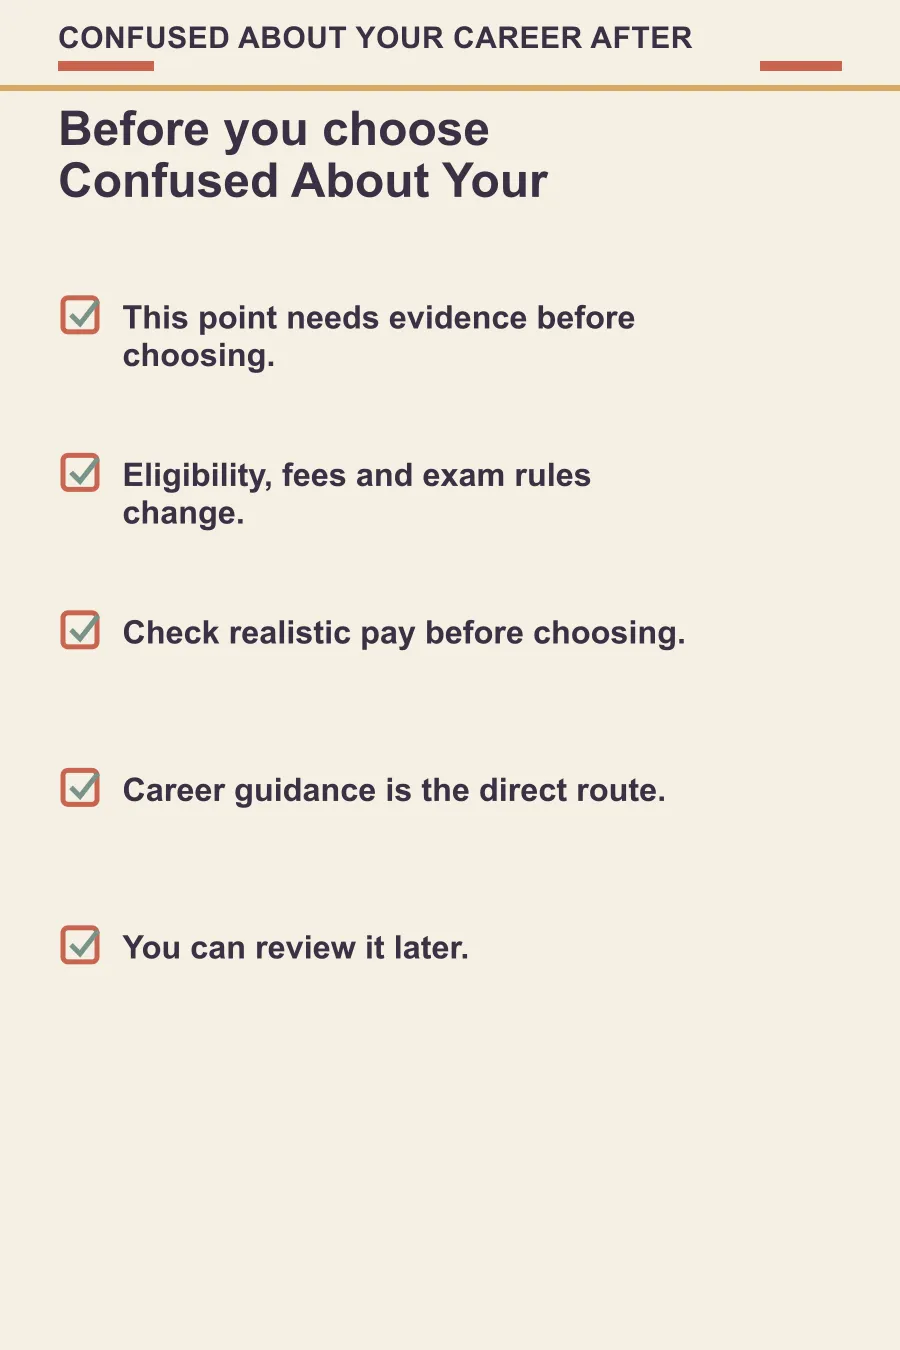 CONFUSED ABOUT YOUR CAREER AFTER
Before you choose
Confused About Your
This point needs evidence before
choosing.
Eligibility, fees and exam rules
change.
Check realistic pay before choosing.
Career guidance is the direct route.
You can review it later.